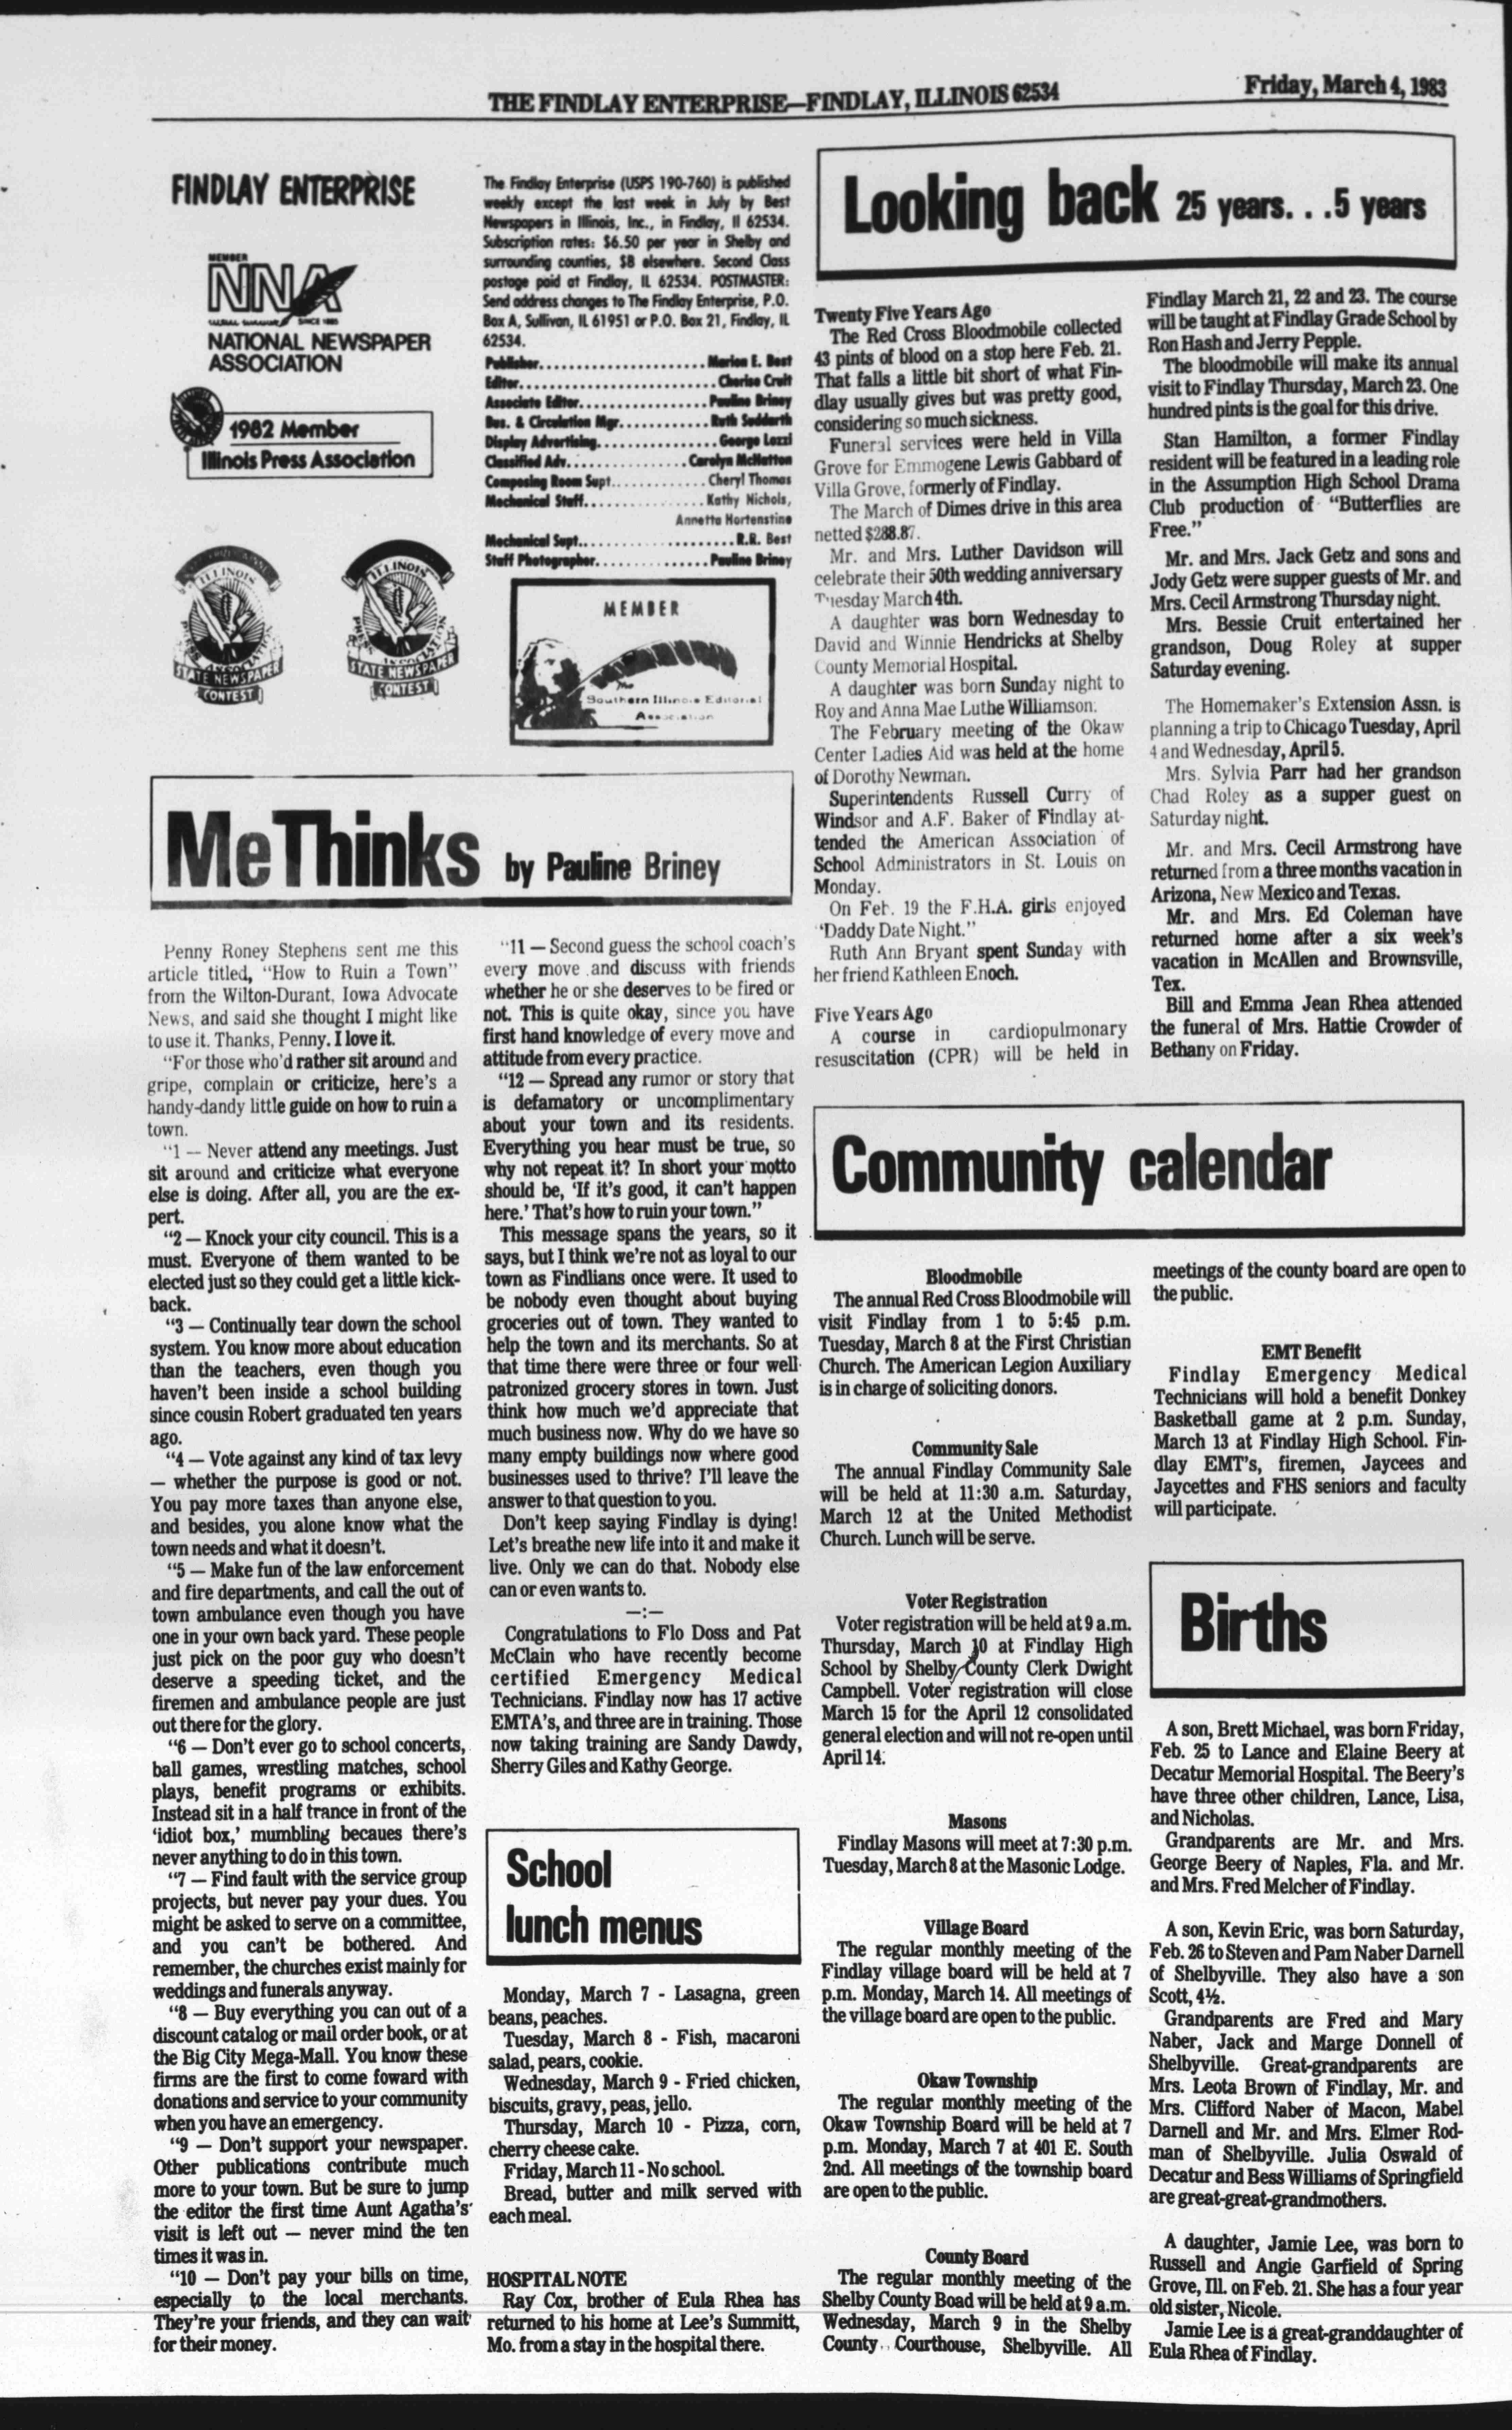 THE FINDLAY ENTERPRISE—FINDLAY, ILLINOIS 62534
Friday, March 4, 1983
FINDLAY ENTERPRISE
MEMBER
NNA
SINCE 1885
NATIONAL NEWSPAPER
ASSOCIATION
1982 Member
Illinois Press Association
ILLINOIS
PRESS ASSOCIATION
STATE NEWSPAPER
CONTEST
ILLINOIS
PRESS ASSOCIATION
STATE NEWSPAPER
CONTEST
The Findlay Enterprise (USPS 190-760) is published
weekly except the last week in July by Best
Newspapers in Illinois, Inc., in Findlay, Il 62534.
Subscription rates: $6.50 per year in Shelby and
surrounding counties, $8 elsewhere. Second Class
postage paid at Findlay, IL 62534. POSTMASTER:
Send address changes to The Findlay Enterprise, P.O.
Box A, Sullivan, IL 61951 or P.O. Box 21, Findlay, IL
62534.
Publisher.......................Marion E. Best
Editor............................Cherise Cruit
Associate Editor..................Pauline Briney
Bus. & Circulation Mgr............Ruth Suddarth
Display Advertising.................George Lozzi
Classified Adv.................Carolyn McHatton
Composing Room Supt.............Cheryl Thomas
Mechanical Staff.................Kathy Nichols,
Annetta Hortenstine
Mechanical Supt.......................R.R. Best
Staff Photographer................Pauline Briney
MEMBER
The
Southern Illinois Editorial
Association
MeThinks by Pauline Briney
Penny Roney Stephens sent me this
article titled, “How to Ruin a Town”
from the Wilton-Durant, Iowa Advocate
News, and said she thought I might like
to use it. Thanks, Penny. I love it.
“For those who'd rather sit around and
gripe, complain or criticize, here's a
handy-dandy little guide on how to ruin a
town.
“1 — Never attend any meetings. Just
sit around and criticize what everyone
else is doing. After all, you are the ex-
pert.
“2 — Knock your city council. This is a
must. Everyone of them wanted to be
elected just so they could get a little kick-
back.
“3 — Continually tear down the school
system. You know more about education
than the teachers, even though you
haven't been inside a school building
since cousin Robert graduated ten years
ago.
“4 — Vote against any kind of tax levy
— whether the purpose is good or not.
You pay more taxes than anyone else,
and besides, you alone know what the
town needs and what it doesn't.
“5 — Make fun of the law enforcement
and fire departments, and call the out of
town ambulance even though you have
one in your own back yard. These people
just pick on the poor guy who doesn't
deserve a speeding ticket, and the
firemen and ambulance people are just
out there for the glory.
“6 — Don't ever go to school concerts,
ball games, wrestling matches, school
plays, benefit programs or exhibits.
Instead sit in a half trance in front of the
‘idiot box,’ mumbling becaues there's
never anything to do in this town.
“7 — Find fault with the service group
projects, but never pay your dues. You
might be asked to serve on a committee,
and you can't be bothered. And
remember, the churches exist mainly for
weddings and funerals anyway.
“8 — Buy everything you can out of a
discount catalog or mail order book, or at
the Big City Mega-Mall. You know these
firms are the first to come foward with
donations and service to your community
when you have an emergency.
“9 — Don't support your newspaper.
Other publications contribute much
more to your town. But be sure to jump
the editor the first time Aunt Agatha's
visit is left out — never mind the ten
times it was in.
“10 — Don't pay your bills on time,
especially to the local merchants.
They're your friends, and they can wait
for their money.
“11 — Second guess the school coach's
every move and discuss with friends
whether he or she deserves to be fired or
not. This is quite okay, since you have
first hand knowledge of every move and
attitude from every practice.
“12 — Spread any rumor or story that
is defamatory or uncomplimentary
about your town and its residents.
Everything you hear must be true, so
why not repeat it? In short your motto
should be, ‘If it's good, it can't happen
here.’ That's how to ruin your town.”
This message spans the years, so it
says, but I think we're not as loyal to our
town as Findlians once were. It used to
be nobody even thought about buying
groceries out of town. They wanted to
help the town and its merchants. So at
that time there were three or four well
patronized grocery stores in town. Just
think how much we'd appreciate that
much business now. Why do we have so
many empty buildings now where good
businesses used to thrive? I'll leave the
answer to that question to you.
Don't keep saying Findlay is dying!
Let's breathe new life into it and make it
live. Only we can do that. Nobody else
can or even wants to.
—:—
Congratulations to Flo Doss and Pat
McClain who have recently become
certified Emergency Medical
Technicians. Findlay now has 17 active
EMTA's, and three are in training. Those
now taking training are Sandy Dawdy,
Sherry Giles and Kathy George.
School
lunch menus
Monday, March 7 - Lasagna, green
beans, peaches.
Tuesday, March 8 - Fish, macaroni
salad, pears, cookie.
Wednesday, March 9 - Fried chicken,
biscuits, gravy, peas, jello.
Thursday, March 10 - Pizza, corn,
cherry cheese cake.
Friday, March 11 - No school.
Bread, butter and milk served with
each meal.
HOSPITAL NOTE
Ray Cox, brother of Eula Rhea has
returned to his home at Lee's Summitt,
Mo. from a stay in the hospital there.
Looking back 25 years. . .5 years
Twenty Five Years Ago
The Red Cross Bloodmobile collected
43 pints of blood on a stop here Feb. 21.
That falls a little bit short of what Fin-
dlay usually gives but was pretty good,
considering so much sickness.
Funeral services were held in Villa
Grove for Emmogene Lewis Gabbard of
Villa Grove, formerly of Findlay.
The March of Dimes drive in this area
netted $288.87.
Mr. and Mrs. Luther Davidson will
celebrate their 50th wedding anniversary
Tuesday March 4th.
A daughter was born Wednesday to
David and Winnie Hendricks at Shelby
County Memorial Hospital.
A daughter was born Sunday night to
Roy and Anna Mae Luthe Williamson.
The February meeting of the Okaw
Center Ladies Aid was held at the home
of Dorothy Newman.
Superintendents Russell Curry of
Windsor and A.F. Baker of Findlay at-
tended the American Association of
School Administrators in St. Louis on
Monday.
On Feb. 19 the F.H.A. girls enjoyed
“Daddy Date Night.”
Ruth Ann Bryant spent Sunday with
her friend Kathleen Enoch.
Five Years Ago
A course in cardiopulmonary
resuscitation (CPR) will be held in
Findlay March 21, 22 and 23. The course
will be taught at Findlay Grade School by
Ron Hash and Jerry Pepple.
The bloodmobile will make its annual
visit to Findlay Thursday, March 23. One
hundred pints is the goal for this drive.
Stan Hamilton, a former Findlay
resident will be featured in a leading role
in the Assumption High School Drama
Club production of “Butterflies are
Free.”
Mr. and Mrs. Jack Getz and sons and
Jody Getz were supper guests of Mr. and
Mrs. Cecil Armstrong Thursday night.
Mrs. Bessie Cruit entertained her
grandson, Doug Roley at supper
Saturday evening.
The Homemaker's Extension Assn. is
planning a trip to Chicago Tuesday, April
4 and Wednesday, April 5.
Mrs. Sylvia Parr had her grandson
Chad Roley as a supper guest on
Saturday night.
Mr. and Mrs. Cecil Armstrong have
returned from a three months vacation in
Arizona, New Mexico and Texas.
Mr. and Mrs. Ed Coleman have
returned home after a six week's
vacation in McAllen and Brownsville,
Tex.
Bill and Emma Jean Rhea attended
the funeral of Mrs. Hattie Crowder of
Bethany on Friday.
Community calendar
Bloodmobile
The annual Red Cross Bloodmobile will
visit Findlay from 1 to 5:45 p.m.
Tuesday, March 8 at the First Christian
Church. The American Legion Auxiliary
is in charge of soliciting donors.
Community Sale
The annual Findlay Community Sale
will be held at 11:30 a.m. Saturday,
March 12 at the United Methodist
Church. Lunch will be serve.
Voter Registration
Voter registration will be held at 9 a.m.
Thursday, March 10 at Findlay High
School by Shelby County Clerk Dwight
Campbell. Voter registration will close
March 15 for the April 12 consolidated
general election and will not re-open until
April 14.
Masons
Findlay Masons will meet at 7:30 p.m.
Tuesday, March 8 at the Masonic Lodge.
Village Board
The regular monthly meeting of the
Findlay village board will be held at 7
p.m. Monday, March 14. All meetings of
the village board are open to the public.
Okaw Township
The regular monthly meeting of the
Okaw Township Board will be held at 7
p.m. Monday, March 7 at 401 E. South
2nd. All meetings of the township board
are open to the public.
County Board
The regular monthly meeting of the
Shelby County Boad will be held at 9 a.m.
Wednesday, March 9 in the Shelby
County Courthouse, Shelbyville. All
meetings of the county board are open to
the public.
EMT Benefit
Findlay Emergency Medical
Technicians will hold a benefit Donkey
Basketball game at 2 p.m. Sunday,
March 13 at Findlay High School. Fin-
dlay EMT's, firemen, Jaycees and
Jaycettes and FHS seniors and faculty
will participate.
Births
A son, Brett Michael, was born Friday,
Feb. 25 to Lance and Elaine Beery at
Decatur Memorial Hospital. The Beery's
have three other children, Lance, Lisa,
and Nicholas.
Grandparents are Mr. and Mrs.
George Beery of Naples, Fla. and Mr.
and Mrs. Fred Melcher of Findlay.
A son, Kevin Eric, was born Saturday,
Feb. 26 to Steven and Pam Naber Darnell
of Shelbyville. They also have a son
Scott, 4½.
Grandparents are Fred and Mary
Naber, Jack and Marge Donnell of
Shelbyville. Great-grandparents are
Mrs. Leota Brown of Findlay, Mr. and
Mrs. Clifford Naber of Macon, Mabel
Darnell and Mr. and Mrs. Elmer Rod-
man of Shelbyville. Julia Oswald of
Decatur and Bess Williams of Springfield
are great-great-grandmothers.
A daughter, Jamie Lee, was born to
Russell and Angie Garfield of Spring
Grove, Ill. on Feb. 21. She has a four year
old sister, Nicole.
Jamie Lee is a great-granddaughter of
Eula Rhea of Findlay.